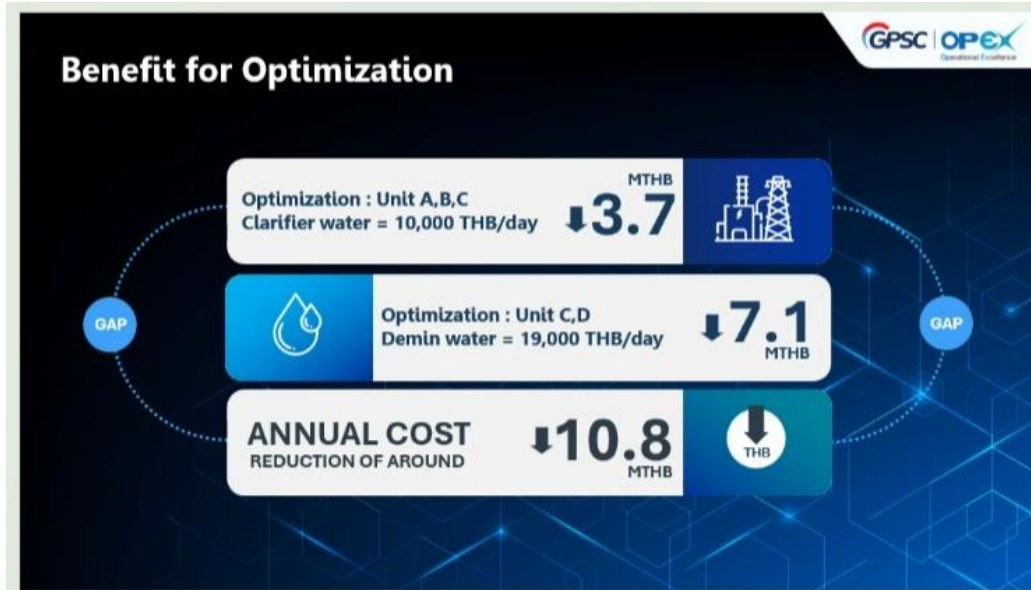 GPSC | OPEX
Operational Excellence
Benefit for Optimization
Optimization : Unit A,B,C
Clarifier water = 10,000 THB/day
MTHB
3.7
GAP
Optimization : Unit C,D
Demin water = 19,000 THB/day
7.1
MTHB
GAP
ANNUAL COST
REDUCTION OF AROUND
10.8
MTHB
THB